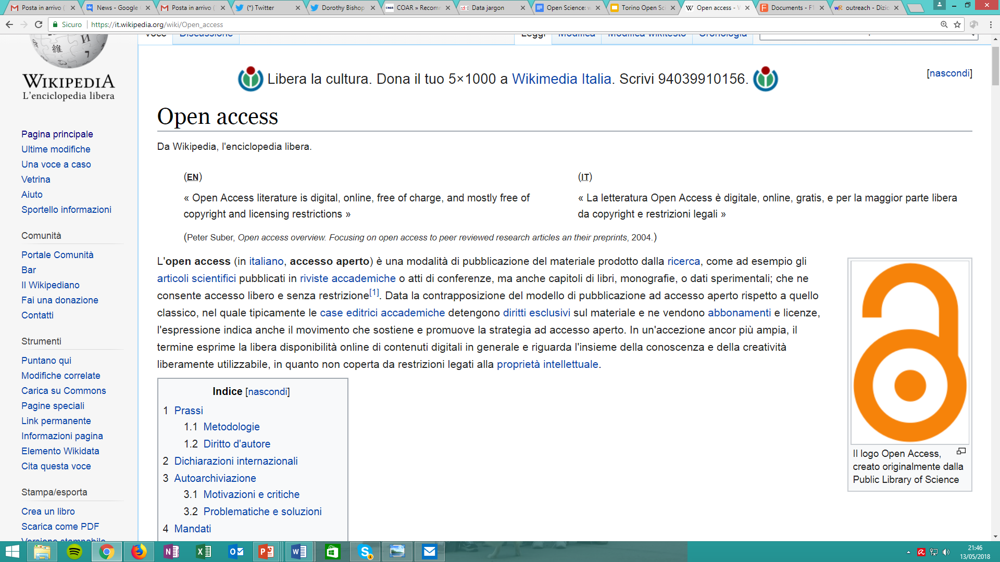 Posta in arrivo (
News - Google
Posta in arrivo (
(*) Twitter
Dorothy Bishop
COAR » Recomm
Data jargon
Open Science: w
Torino Open Sci
Open access - W
Documents - F1
outreach - Dizio
Sicuro
https://it.wikipedia.org/wiki/Open_access
Voce
Discussione
Leggi
Modifica
Modifica wikitesto
Cronologia
WIKIPEDIA
L'enciclopedia libera
Libera la cultura. Dona il tuo 5×1000 a Wikimedia Italia. Scrivi 94039910156.
[nascondi]
Open access
Da Wikipedia, l'enciclopedia libera.
(EN)
« Open Access literature is digital, online, free of charge, and mostly free of
copyright and licensing restrictions »
(IT)
« La letteratura Open Access è digitale, online, gratis, e per la maggior parte libera
da copyright e restrizioni legali »
(Peter Suber, Open access overview. Focusing on open access to peer reviewed research articles an their preprints, 2004.)
L'open access (in italiano, accesso aperto) è una modalità di pubblicazione del materiale prodotto dalla ricerca, come ad esempio gli
articoli scientifici pubblicati in riviste accademiche o atti di conferenze, ma anche capitoli di libri, monografie, o dati sperimentali; che ne
consente accesso libero e senza restrizione[1]. Data la contrapposizione del modello di pubblicazione ad accesso aperto rispetto a quello
classico, nel quale tipicamente le case editrici accademiche detengono diritti esclusivi sul materiale e ne vendono abbonamenti e licenze,
l'espressione indica anche il movimento che sostiene e promuove la strategia ad accesso aperto. In un'accezione ancor più ampia, il
termine esprime la libera disponibilità online di contenuti digitali in generale e riguarda l'insieme della conoscenza e della creatività
liberamente utilizzabile, in quanto non coperta da restrizioni legati alla proprietà intellettuale.
Il logo Open Access,
creato originalmente dalla
Public Library of Science
Indice [nascondi]
1 Prassi
1.1 Metodologie
1.2 Diritto d'autore
2 Dichiarazioni internazionali
3 Autoarchiviazione
3.1 Motivazioni e critiche
3.2 Problematiche e soluzioni
4 Mandati
Pagina principale
Ultime modifiche
Una voce a caso
Vetrina
Aiuto
Sportello informazioni
Comunità
Portale Comunità
Bar
Il Wikipediano
Fai una donazione
Contatti
Strumenti
Puntano qui
Modifiche correlate
Carica su Commons
Pagine speciali
Link permanente
Informazioni pagina
Elemento Wikidata
Cita questa voce
Stampa/esporta
Crea un libro
Scarica come PDF
Versione stampabile
21:46
13/05/2018